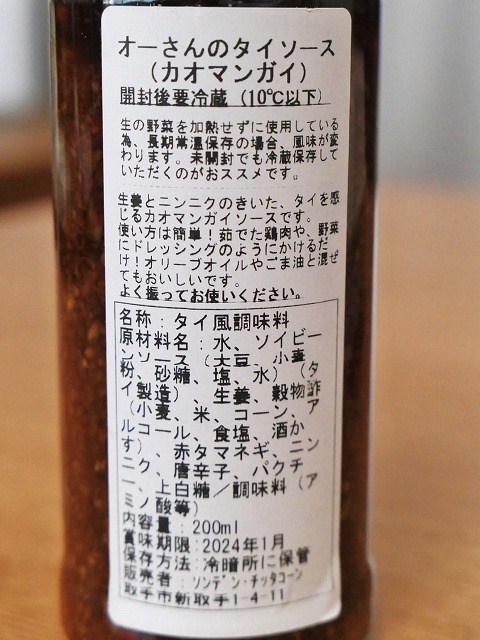 オーさんのタイソース
(カオマンガイ)
開封後要冷蔵 (10℃以下)
生の野菜を加熱せずに使用している
為、長期常温保存の場合、風味が変
わります。未開封でも冷蔵保存して
いただくのがおススメです。
生姜とニンニクのきいた、タイを感
じるカオマンガイソースです。
使い方は簡単!茹でた鶏肉や、野菜
にドレッシングのようにかけるだ
け!オリーブオイルやごま油と混ぜ
てもおいしいです。
よく振ってお使いください。
名称:タイ風調味料
原材料名:水、ソイビー
ンソース(大豆、小麦
粉、砂糖、塩、水)(タ
イ製造)、生姜、穀物酢
(小麦、米、コーン、ア
ルコール、食塩、酒か
す)、赤タマネギ、ニン
ニク、唐辛子、パクチ
ー、上白糖/調味料(ア
ミノ酸等)
内容量:200ml
賞味期限:2024年1月
保存方法:冷暗所に保管
販売者:ソンデン・チッタコーン
取手市新取手1-4-11